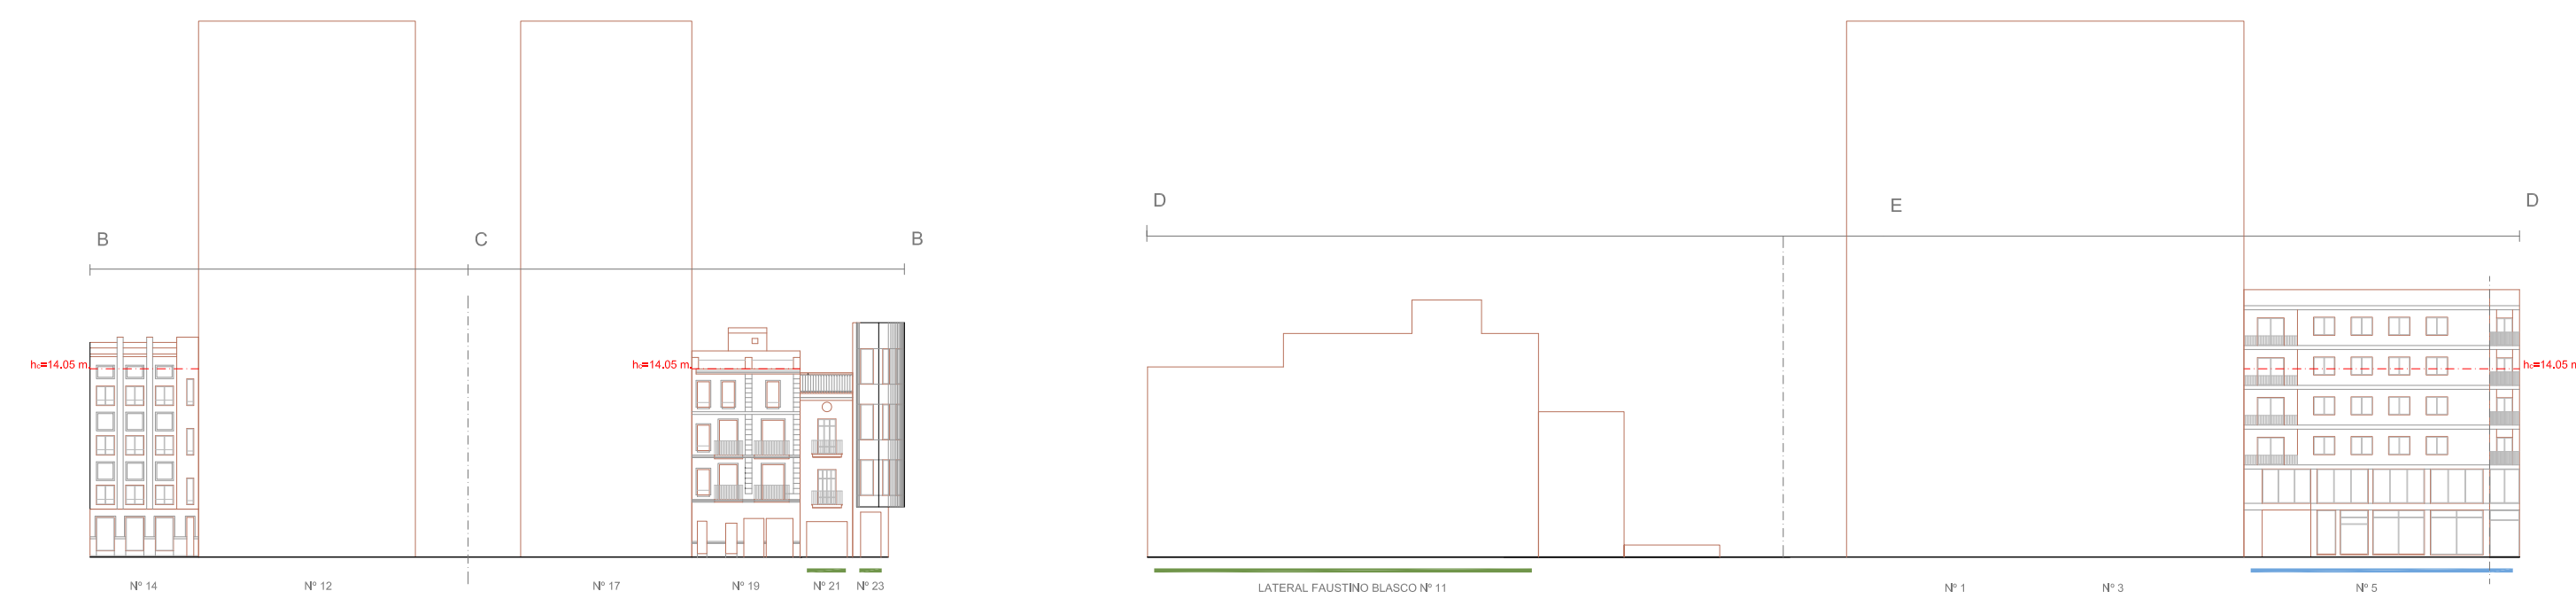 D
E
D
B
C
B
hc=14.05 m.
hc=14.05 m.
hc=14.05 m
Nº 14
Nº 12
Nº 17
Nº 19
Nº 21
Nº 23
LATERAL FAUSTINO BLASCO Nº 11
Nº 1
Nº 3
Nº 5